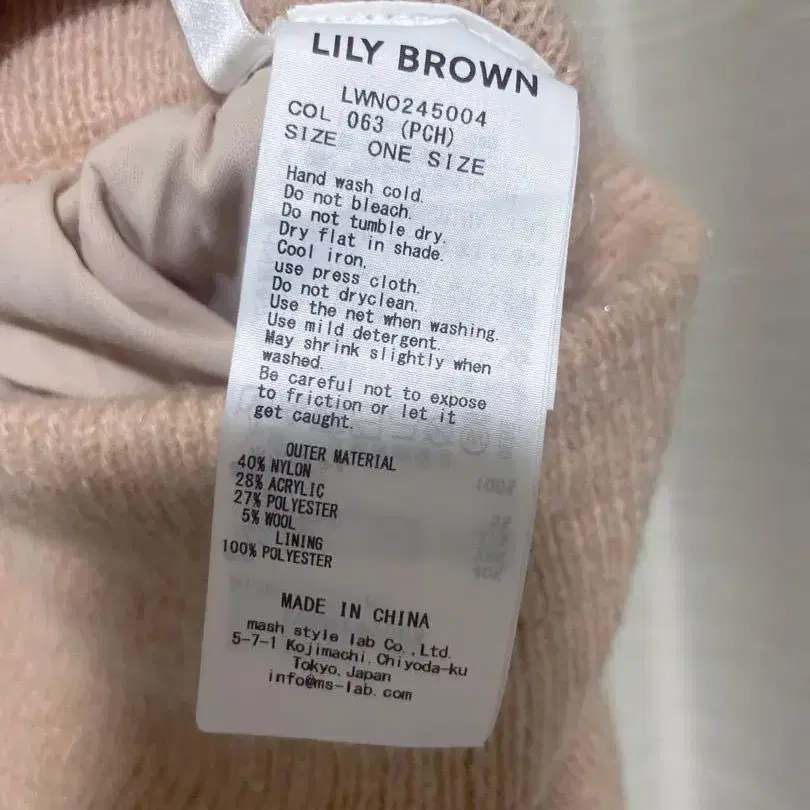 LILY BROWN
LWNO245004
COL 063 (PCH)
SIZE ONE SIZE
Hand wash cold.
Do not bleach.
Do not tumble dry.
Dry flat in shade.
Cool iron.
use press cloth.
Do not dryclean.
Use the net when washing.
Use mild detergent.
May shrink slightly when
washed.
Be careful not to expose
to friction or let it
get caught.
OUTER MATERIAL
40% NYLON
28% ACRYLIC
27% POLYESTER
5% WOOL
LINING
100% POLYESTER
MADE IN CHINA
mash style lab Co.,Ltd.
5-7-1 Kojimachi,Chiyoda-ku
Tokyo,Japan
info@ms-lab.com